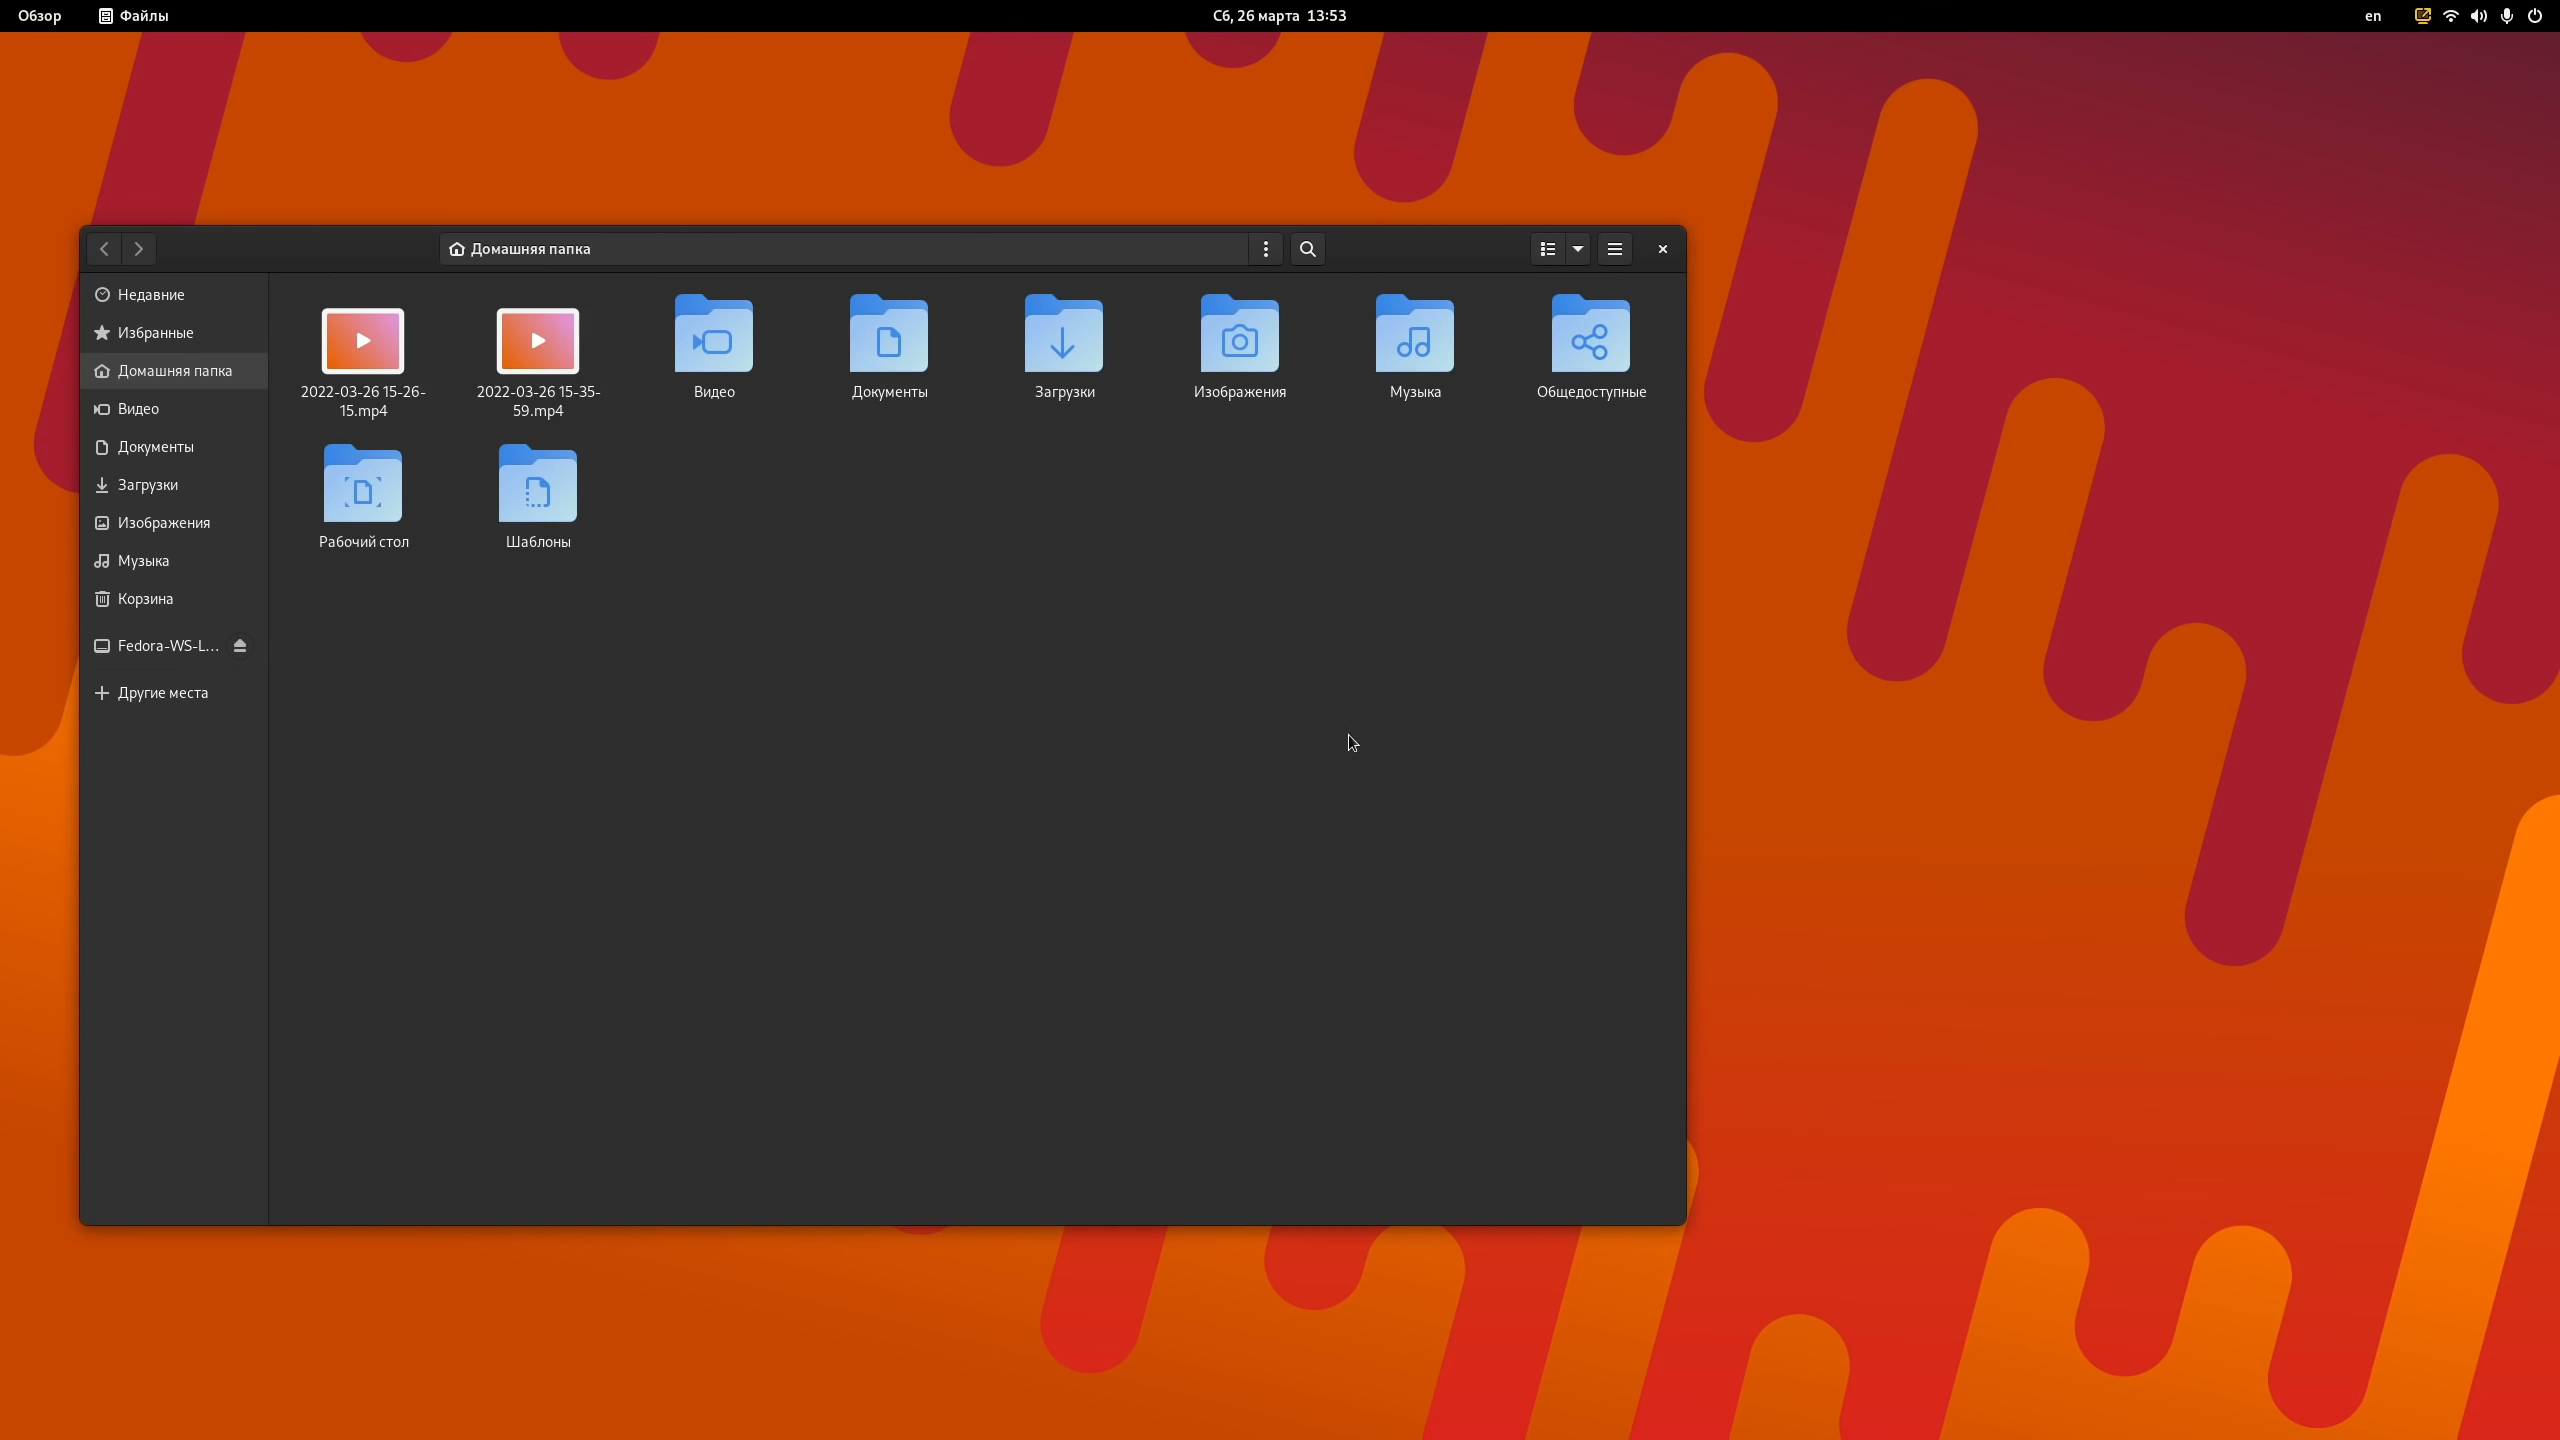 Обзор
Файлы
Сб, 26 марта 13:53
en
Домашняя папка
Недавние
Избранные
Домашняя папка
Видео
Документы
Загрузки
Изображения
Музыка
Корзина
Fedora-WS-L…
Другие места
2022-03-26 15-26-
15.mp4
2022-03-26 15-35-
59.mp4
Видео
Документы
Загрузки
Изображения
Музыка
Общедоступные
Рабочий стол
Шаблоны